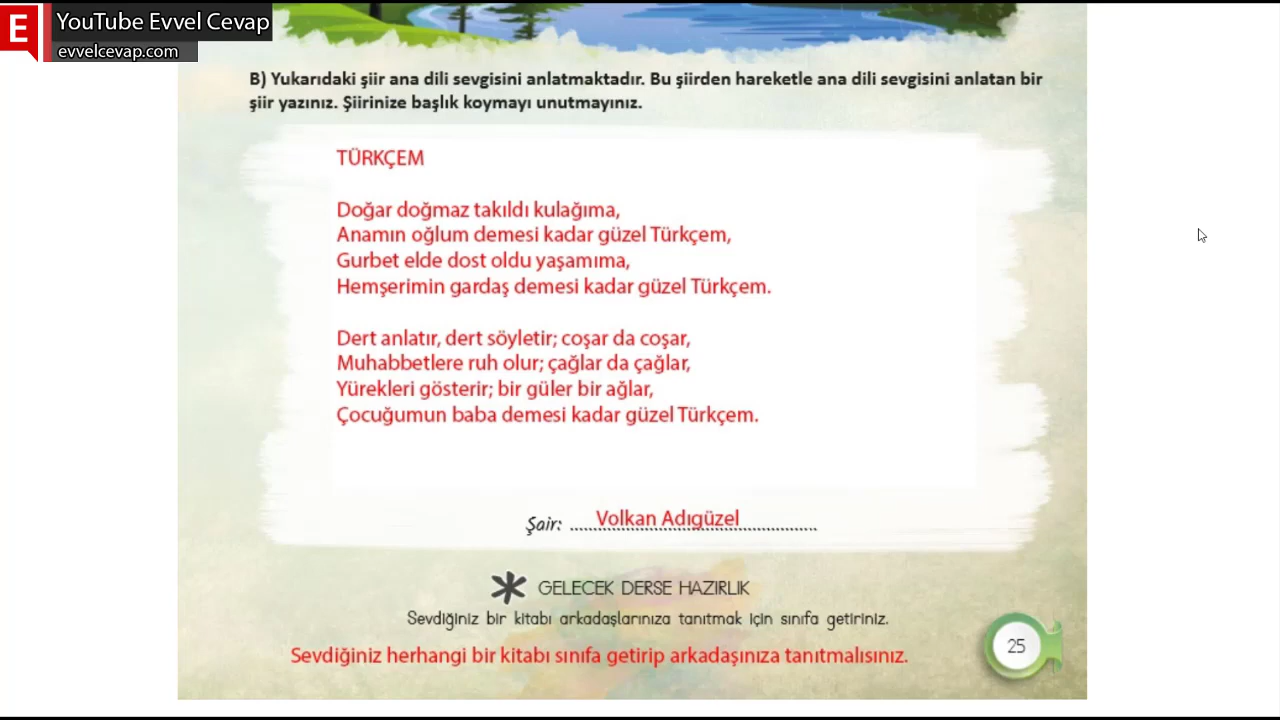 E
YouTube Evvel Cevap
evvelcevap.com
B) Yukarıdaki şiir ana dili sevgisini anlatmaktadır. Bu şiirden hareketle ana dili sevgisini anlatan bir
şiir yazınız. Şiirinize başlık koymayı unutmayınız.
TÜRKÇEM
Doğar doğmaz takıldı kulağıma,
Anamın oğlum demesi kadar güzel Türkçem,
Gurbet elde dost oldu yaşamıma,
Hemşerimin gardaş demesi kadar güzel Türkçem.
Dert anlatır, dert söyletir; coşar da coşar,
Muhabbetlere ruh olur; çağlar da çağlar,
Yürekleri gösterir; bir güler bir ağlar,
Çocuğumun baba demesi kadar güzel Türkçem.
Şair: ........Volkan Adıgüzel........
GELECEK DERSE HAZIRLIK
Sevdiğiniz bir kitabı arkadaşlarınıza tanıtmak için sınıfa getiriniz.
Sevdiğiniz herhangi bir kitabı sınıfa getirip arkadaşınıza tanıtmalısınız.
25